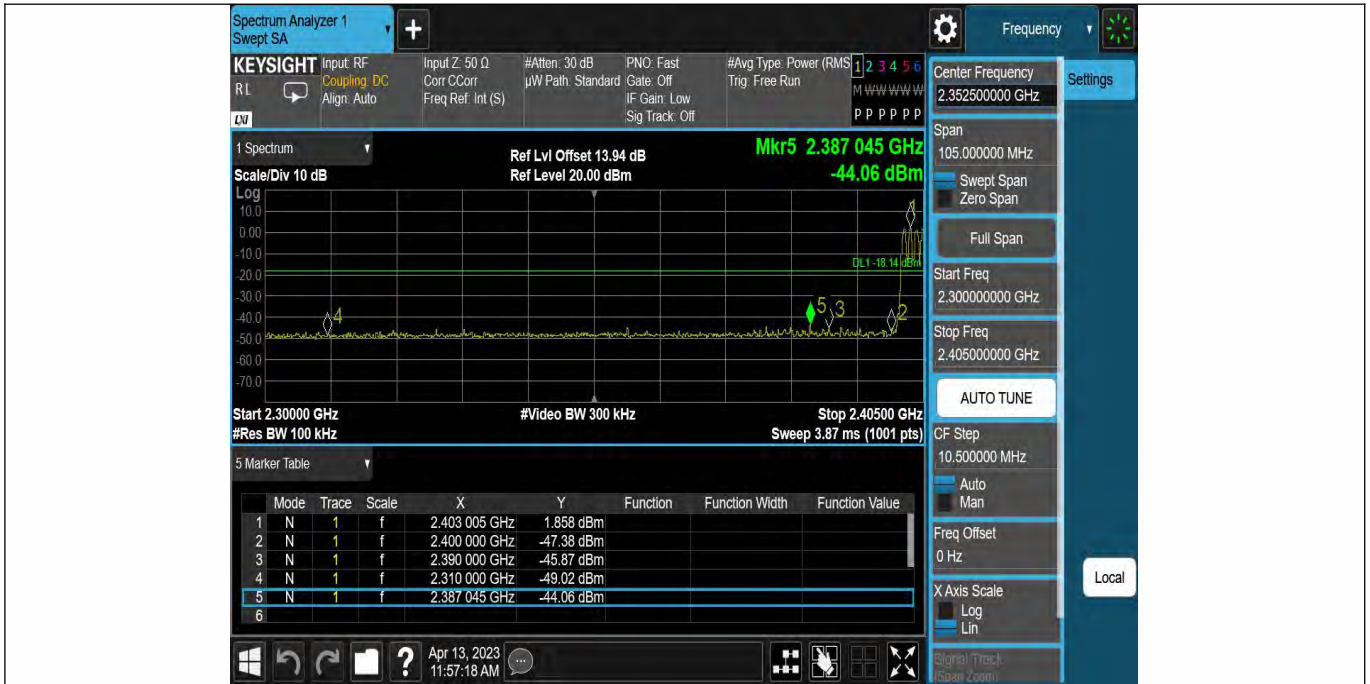 Spectrum Analyzer 1
Swept SA
+
Frequency
KEYSIGHT
R L
LXI
Input: RF
Coupling: DC
Align: Auto
Input Z: 50 Ω
Corr CCorr
Freq Ref: Int (S)
#Atten: 30 dB
µW Path: Standard
PNO: Fast
Gate: Off
IF Gain: Low
Sig Track: Off
#Avg Type: Power (RMS
Trig: Free Run
1 2 3 4 5 6
M W W W W W
P P P P P P
1 Spectrum
Scale/Div 10 dB
Ref Lvl Offset 13.94 dB
Ref Level 20.00 dBm
Mkr5 2.387 045 GHz
-44.06 dBm
Log
10.0
0.00
-10.0
-20.0
-30.0
-40.0
-50.0
-60.0
-70.0
DL1 -18.14 dBm
1
4
5
3
2
Start 2.30000 GHz
#Video BW 300 kHz
Stop 2.40500 GHz
#Res BW 100 kHz
Sweep 3.87 ms (1001 pts)
5 Marker Table
Mode Trace Scale X Y Function Function Width Function Value
1 N 1 f 2.403 005 GHz 1.858 dBm
2 N 1 f 2.400 000 GHz -47.38 dBm
3 N 1 f 2.390 000 GHz -45.87 dBm
4 N 1 f 2.310 000 GHz -49.02 dBm
5 N 1 f 2.387 045 GHz -44.06 dBm
6
?
Apr 13, 2023
11:57:18 AM
Center Frequency
2.352500000 GHz
Settings
Span
105.000000 MHz
Swept Span
Zero Span
Full Span
Start Freq
2.300000000 GHz
Stop Freq
2.405000000 GHz
AUTO TUNE
CF Step
10.500000 MHz
Auto
Man
Freq Offset
0 Hz
Local
X Axis Scale
Log
Lin
Signal Track
(Span Zoom)